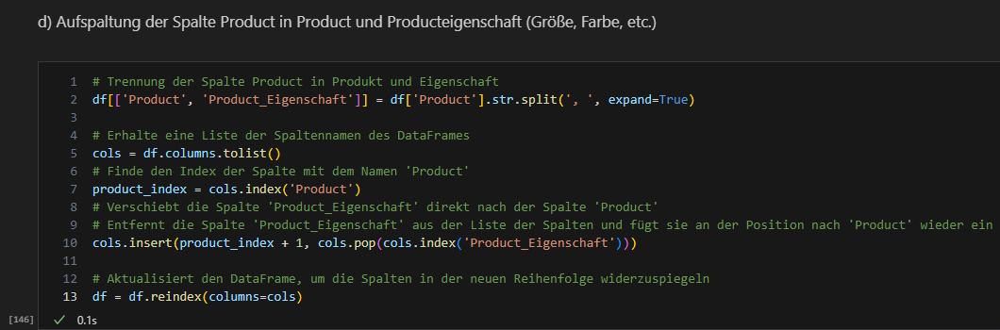 d) Aufspaltung der Spalte Product in Product und Producteigenschaft (Größe, Farbe, etc.)
1 # Trennung der Spalte Product in Produkt und Eigenschaft
2 df[['Product', 'Product_Eigenschaft']] = df['Product'].str.split(', ', expand=True)
3
4 # Erhalte eine Liste der Spaltennamen des DataFrames
5 cols = df.columns.tolist()
6 # Finde den Index der Spalte mit dem Namen 'Product'
7 product_index = cols.index('Product')
8 # Verschiebt die Spalte 'Product_Eigenschaft' direkt nach der Spalte 'Product'
9 # Entfernt die Spalte 'Product_Eigenschaft' aus der Liste der Spalten und fügt sie an der Position nach 'Product' wieder ein
10 cols.insert(product_index + 1, cols.pop(cols.index('Product_Eigenschaft')))
11
12 # Aktualisiert den DataFrame, um die Spalten in der neuen Reihenfolge widerzuspiegeln
13 df = df.reindex(columns=cols)
[146] ✓ 0.1s